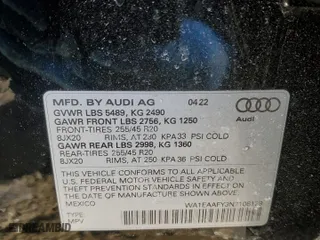 MFD. BY AUDI AG 04.22
GVWR LBS 5489, KG 2490
GAWR FRONT LBS 2756, KG 1250
FRONT-TIRES 255/45 R20
8JX20 RIMS, AT 230 KPA 33 PSI COLD
GAWR REAR LBS 2998, KG 1360
REAR-TIRES 255/45 R20
8JX20 RIMS, AT 250 KPA 36 PSI COLD
Audi
THIS VEHICLE CONFORMS TO ALL APPLICABLE
U.S. FEDERAL MOTOR VEHICLE
SAFETY STANDARDS AND THEFT PREVENTION
STANDARD IN EFFECT ON THE DATE OF
MANUFACTURE SHOWN ABOVE.
MEXICO
TYPE
MPV